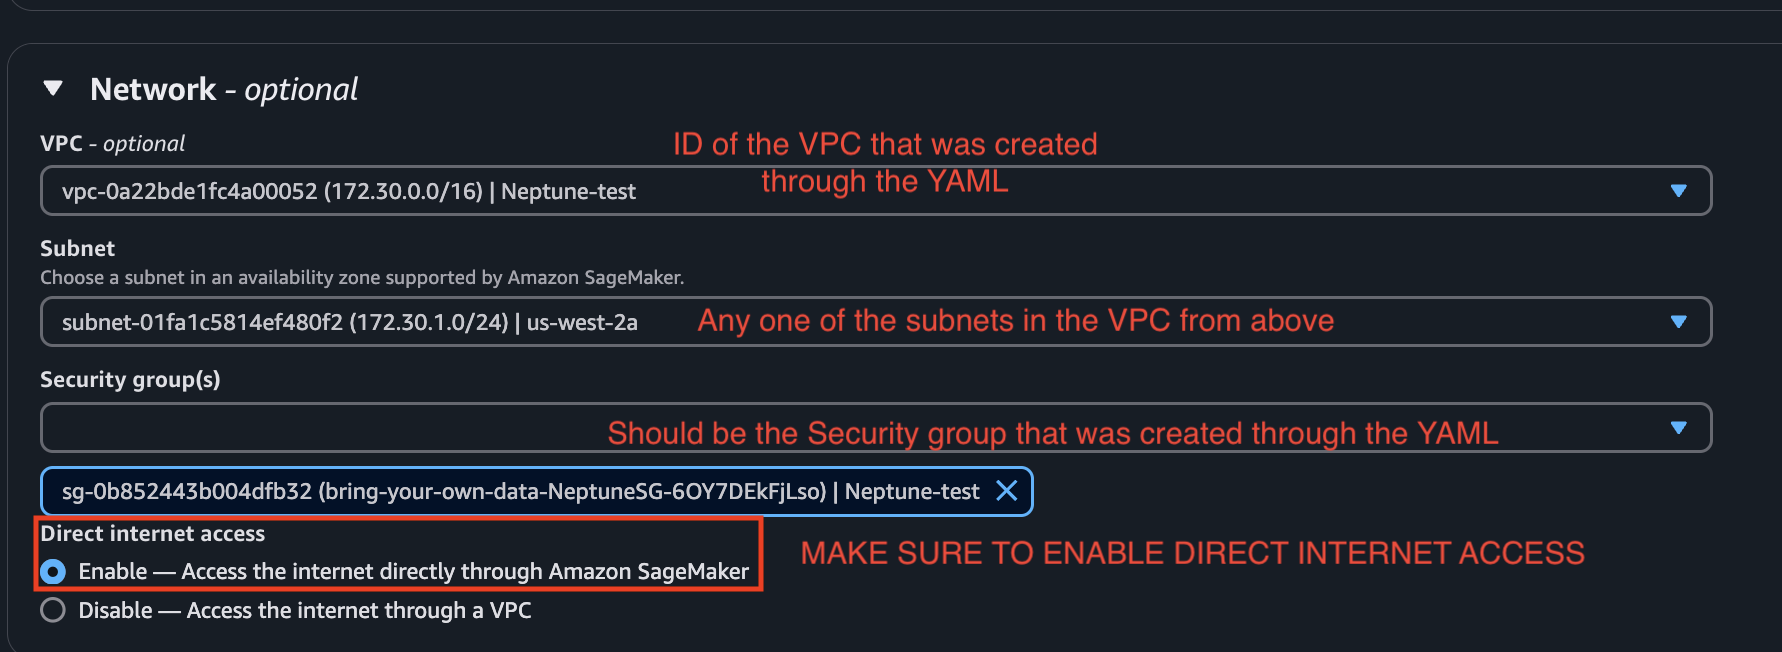 Network - optional
VPC - optional
ID of the VPC that was created
through the YAML
vpc-0a22bde1fc4a00052 (172.30.0.0/16) | Neptune-test
Subnet
Choose a subnet in an availability zone supported by Amazon SageMaker.
subnet-01fa1c5814ef480f2 (172.30.1.0/24) | us-west-2a
Any one of the subnets in the VPC from above
Security group(s)
Should be the Security group that was created through the YAML
sg-0b852443b004dfb32 (bring-your-own-data-NeptuneSG-6OY7DEkFjLso) | Neptune-test
Direct internet access
MAKE SURE TO ENABLE DIRECT INTERNET ACCESS
Enable — Access the internet directly through Amazon SageMaker
Disable — Access the internet through a VPC